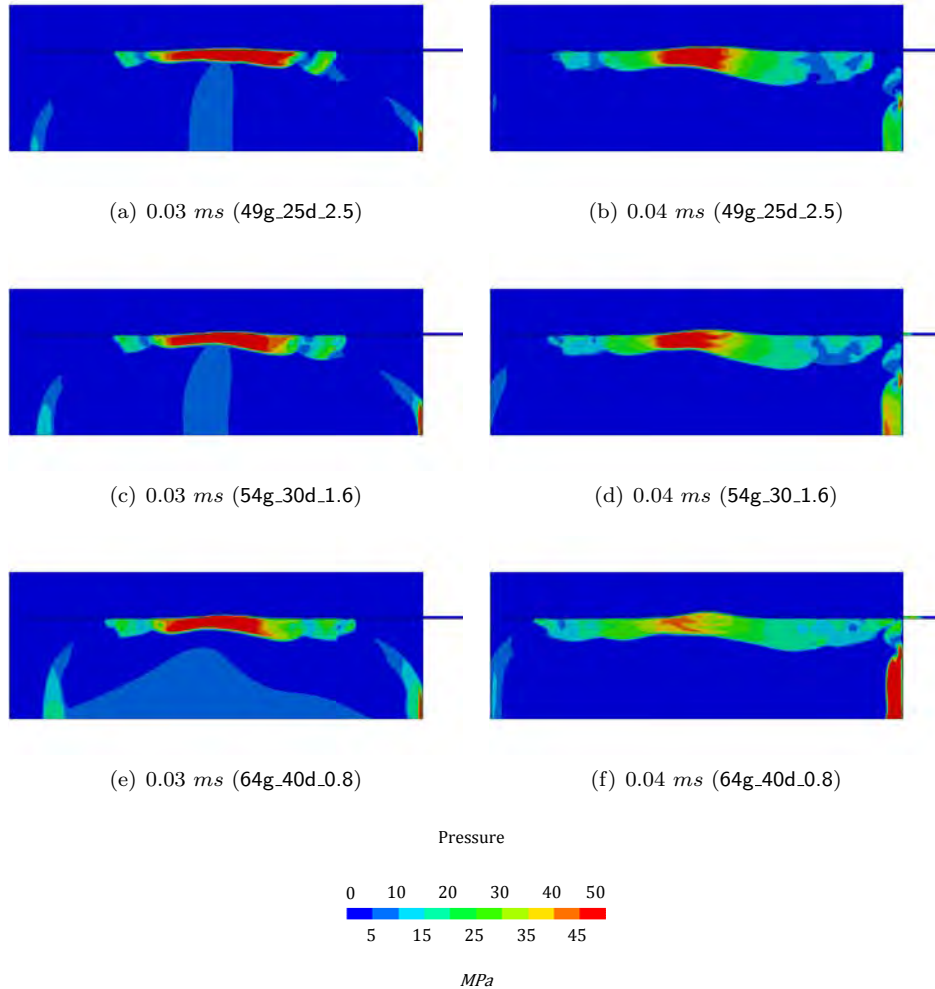 (a) 0.03 ms (49g_25d_2.5)
(b) 0.04 ms (49g_25d_2.5)
(c) 0.03 ms (54g_30d_1.6)
(d) 0.04 ms (54g_30_1.6)
(e) 0.03 ms (64g_40d_0.8)
(f) 0.04 ms (64g_40d_0.8)
Pressure
0 10 20 30 40 50
5 15 25 35 45
MPa